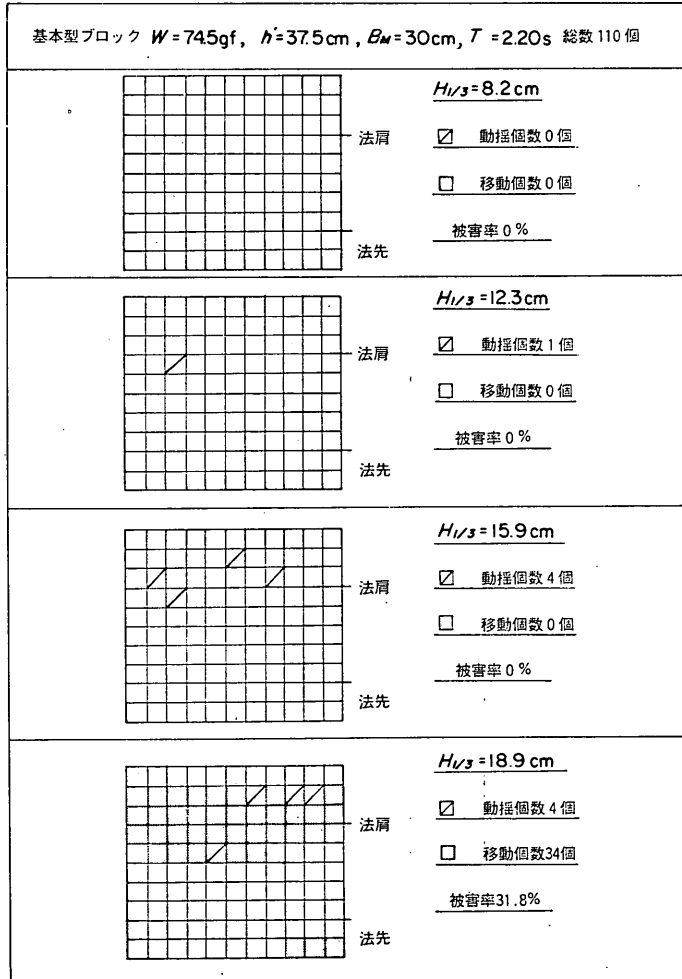 基本型ブロック W=74.5gf, h=37.5cm, BM=30cm, T=2.20s 総数110個
H1/3=8.2cm
法肩
動揺個数0個
移動個数0個
被害率0%
法先
H1/3=12.3cm
法肩
動揺個数1個
移動個数0個
被害率0%
法先
H1/3=15.9cm
法肩
動揺個数4個
移動個数0個
被害率0%
法先
H1/3=18.9cm
法肩
動揺個数4個
移動個数34個
被害率31.8%
法先